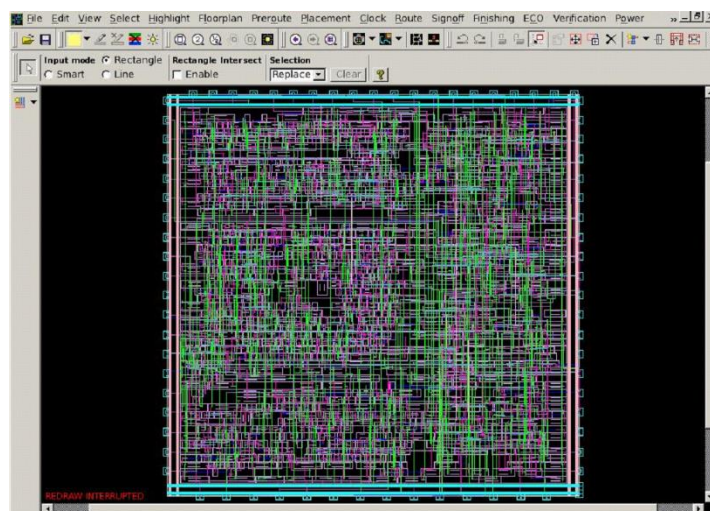 File Edit View Select Highlight Floorplan Preroute Placement Clock Route Signoff Finishing ECO Verification Power »
Input mode Rectangle Rectangle Intersect Selection
Smart Line Enable Replace Clear
REDRAW INTERRUPTED